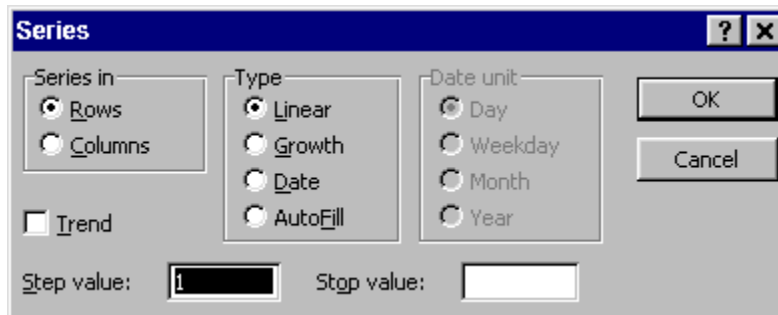 Series
Series in
Rows
Columns
Trend
Type
Linear
Growth
Date
AutoFill
Date unit
Day
Weekday
Month
Year
OK
Cancel
Step value: 1 Stop value: